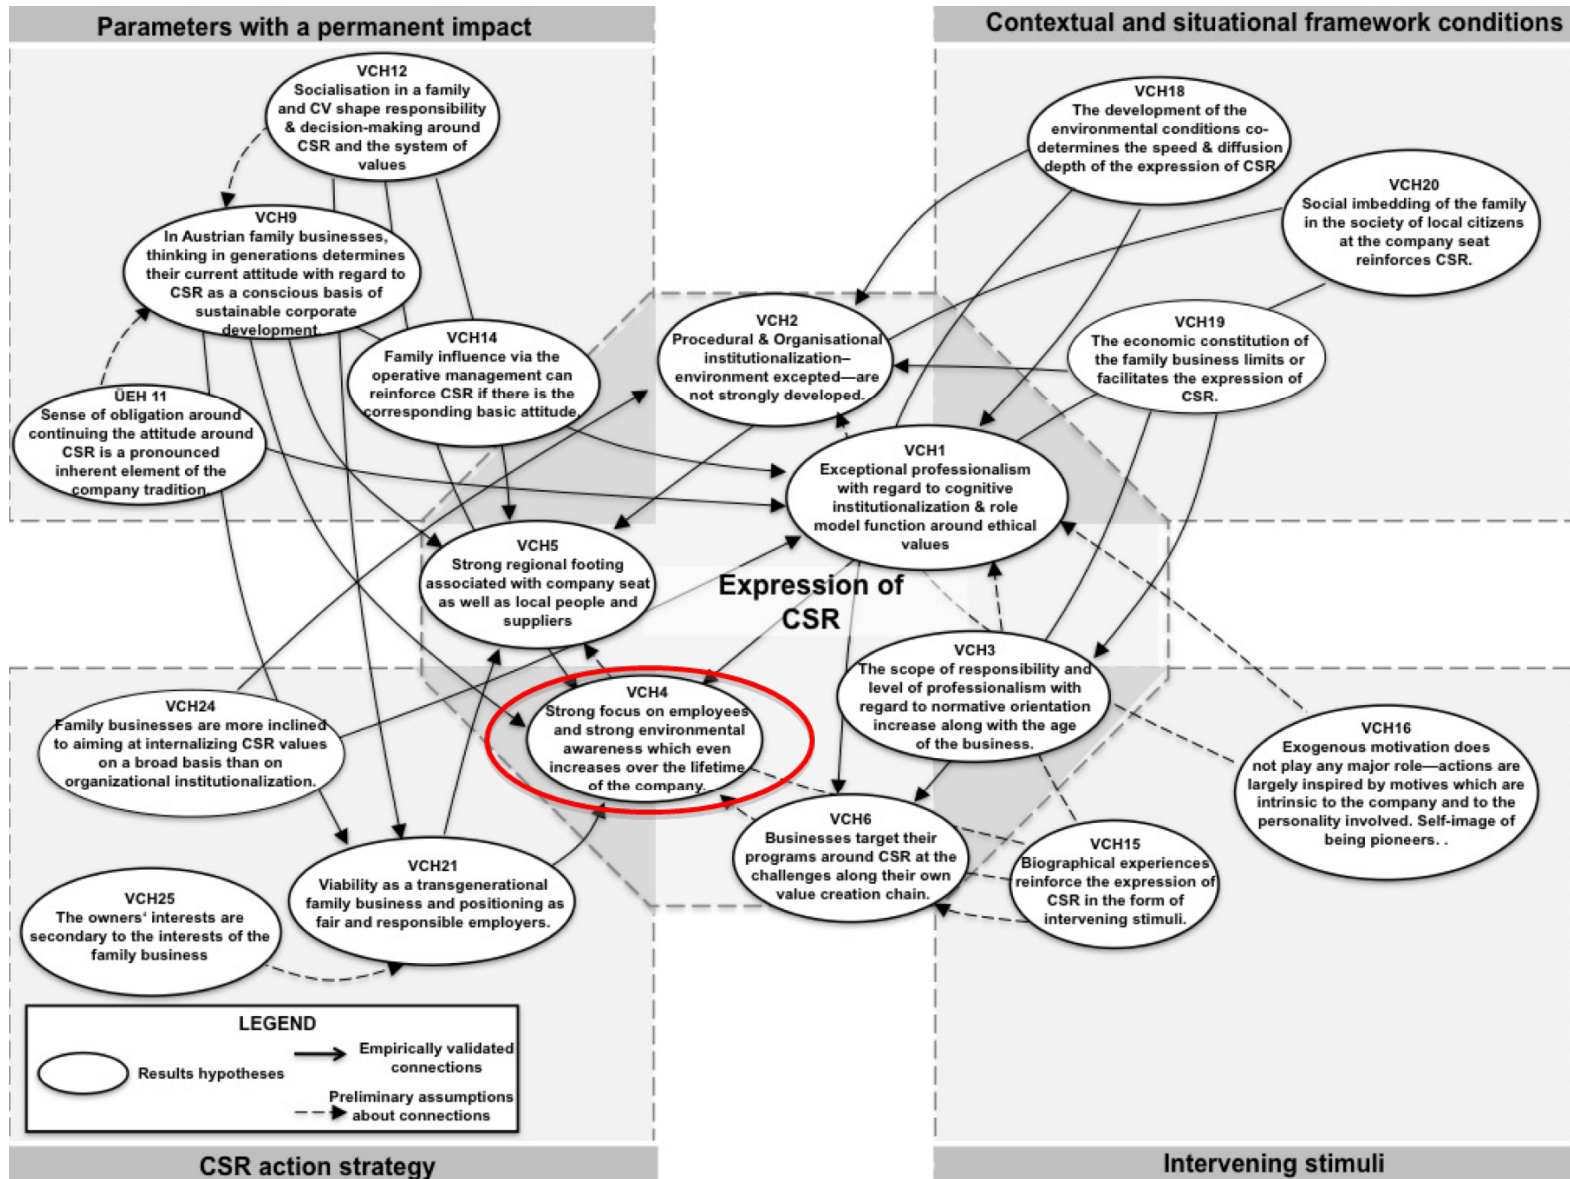 Parameters with a permanent impact
Contextual and situational framework conditions
VCH12
Socialisation in a family
and CV shape responsibility
& decision-making around
CSR and the system of
values
VCH18
The development of the
environmental conditions co-
determines the speed & diffusion
depth of the expression of CSR
VCH20
Social imbedding of the family
in the society of local citizens
at the company seat
reinforces CSR.
VCH9
In Austrian family businesses,
thinking in generations determines
their current attitude with regard to
CSR as a conscious basis of
sustainable corporate
development.
VCH14
Family influence via the
operative management can
reinforce CSR if there is the
corresponding basic attitude.
VCH2
Procedural & Organisational
institutionalization–
environment excepted—are
not strongly developed.
VCH19
The economic constitution
of the family business limits or
facilitates the expression of
CSR.
ÜEH 11
Sense of obligation around
continuing the attitude around
CSR is a pronounced
inherent element of the
company tradition.
VCH1
Exceptional professionalism
with regard to cognitive
institutionalization & role
model function around ethical
values
VCH5
Strong regional footing
associated with company seat
as well as local people and
suppliers
Expression of
CSR
VCH3
The scope of responsibility and
level of professionalism with
regard to normative orientation
increase along with the age
of the business.
VCH4
Strong focus on employees
and strong environmental
awareness which even
increases over the lifetime
of the company.
VCH24
Family businesses are more inclined
to aiming at internalizing CSR values
on a broad basis than on
organizational institutionalization.
VCH16
Exogenous motivation does
not play any major role—actions are
largely inspired by motives which are
intrinsic to the company and to the
personality involved. Self-image of
being pioneers. .
VCH6
Businesses target their
programs around CSR at the
challenges along their own
value creation chain.
VCH15
Biographical experiences
reinforce the expression of
CSR in the form of
intervening stimuli.
VCH21
Viability as a transgenerational
family business and positioning as
fair and responsible employers.
VCH25
The owners' interests are
secondary to the interests of the
family business
LEGEND
Results hypotheses
Empirically validated
connections
Preliminary assumptions
about connections
CSR action strategy
Intervening stimuli